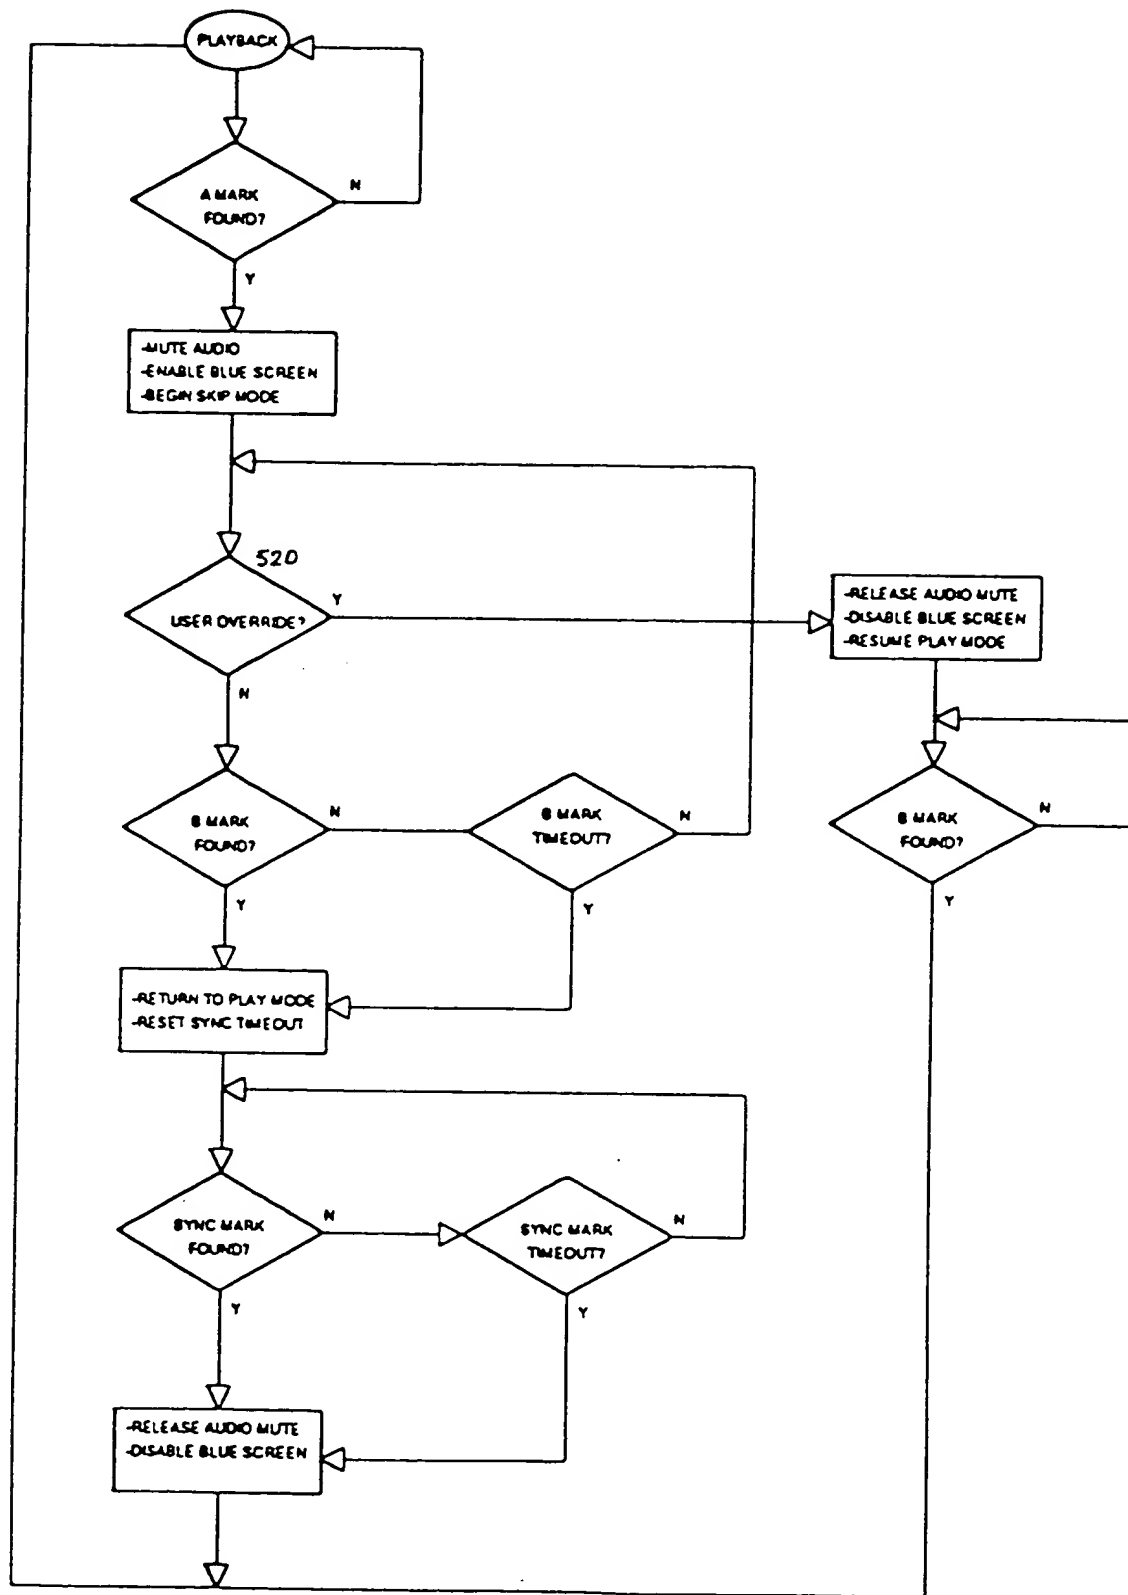 PLAYBACK
A MARK
FOUND?
N
Y
-MUTE AUDIO
-ENABLE BLUE SCREEN
-BEGIN SKIP MODE
520
USER OVERRIDE?
Y
N
-RELEASE AUDIO MUTE
-DISABLE BLUE SCREEN
-RESUME PLAY MODE
B MARK
FOUND?
N
Y
B MARK
TIMEOUT?
N
Y
B MARK
FOUND?
N
Y
-RETURN TO PLAY MODE
-RESET SYNC TIMEOUT
SYNC MARK
FOUND?
N
Y
SYNC MARK
TIMEOUT?
N
Y
-RELEASE AUDIO MUTE
-DISABLE BLUE SCREEN